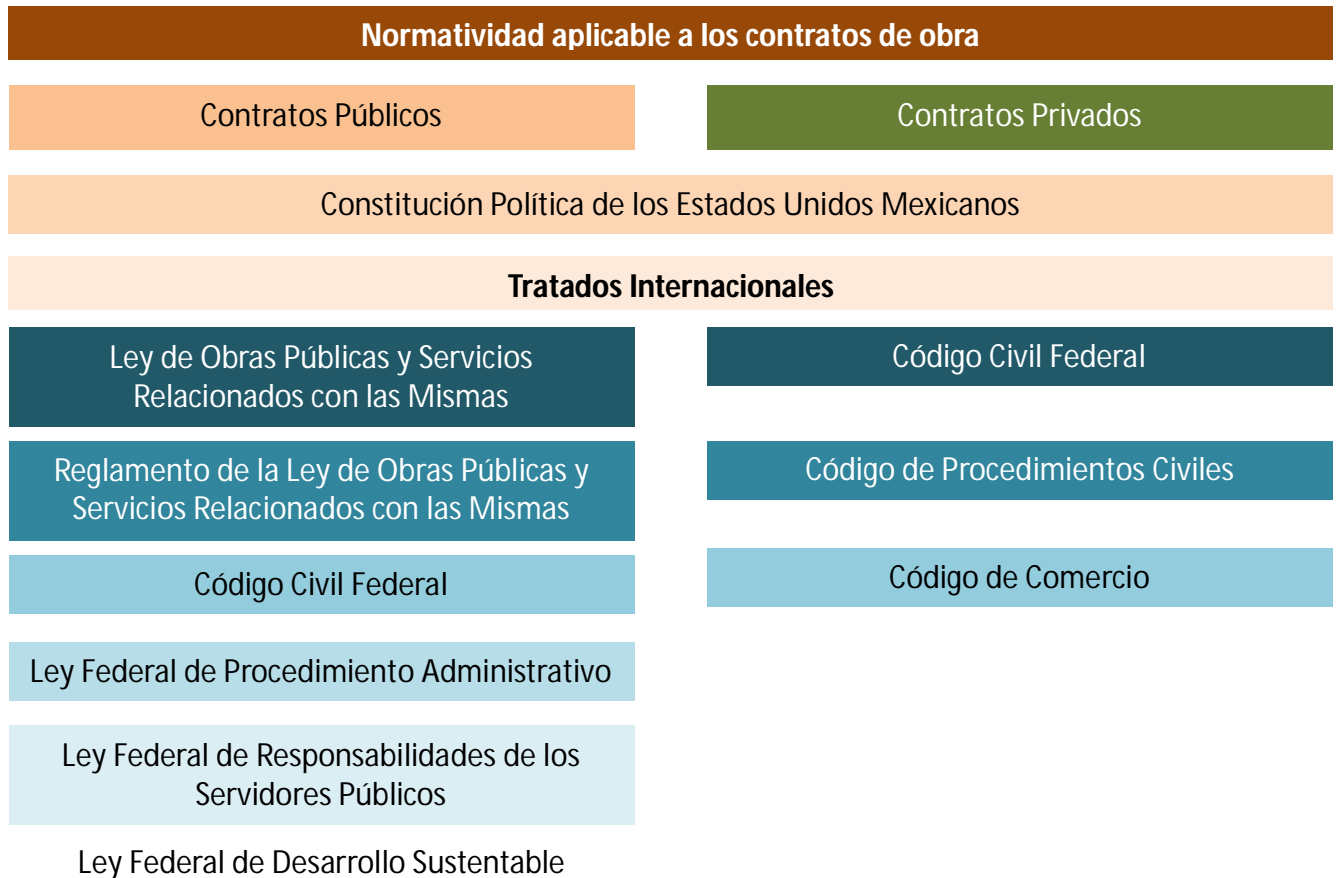 Normatividad aplicable a los contratos de obra
Contratos Públicos
Contratos Privados
Constitución Política de los Estados Unidos Mexicanos
Tratados Internacionales
Ley de Obras Públicas y Servicios
Relacionados con las Mismas
Código Civil Federal
Reglamento de la Ley de Obras Públicas y
Servicios Relacionados con las Mismas
Código de Procedimientos Civiles
Código Civil Federal
Código de Comercio
Ley Federal de Procedimiento Administrativo
Ley Federal de Responsabilidades de los
Servidores Públicos
Ley Federal de Desarrollo Sustentable